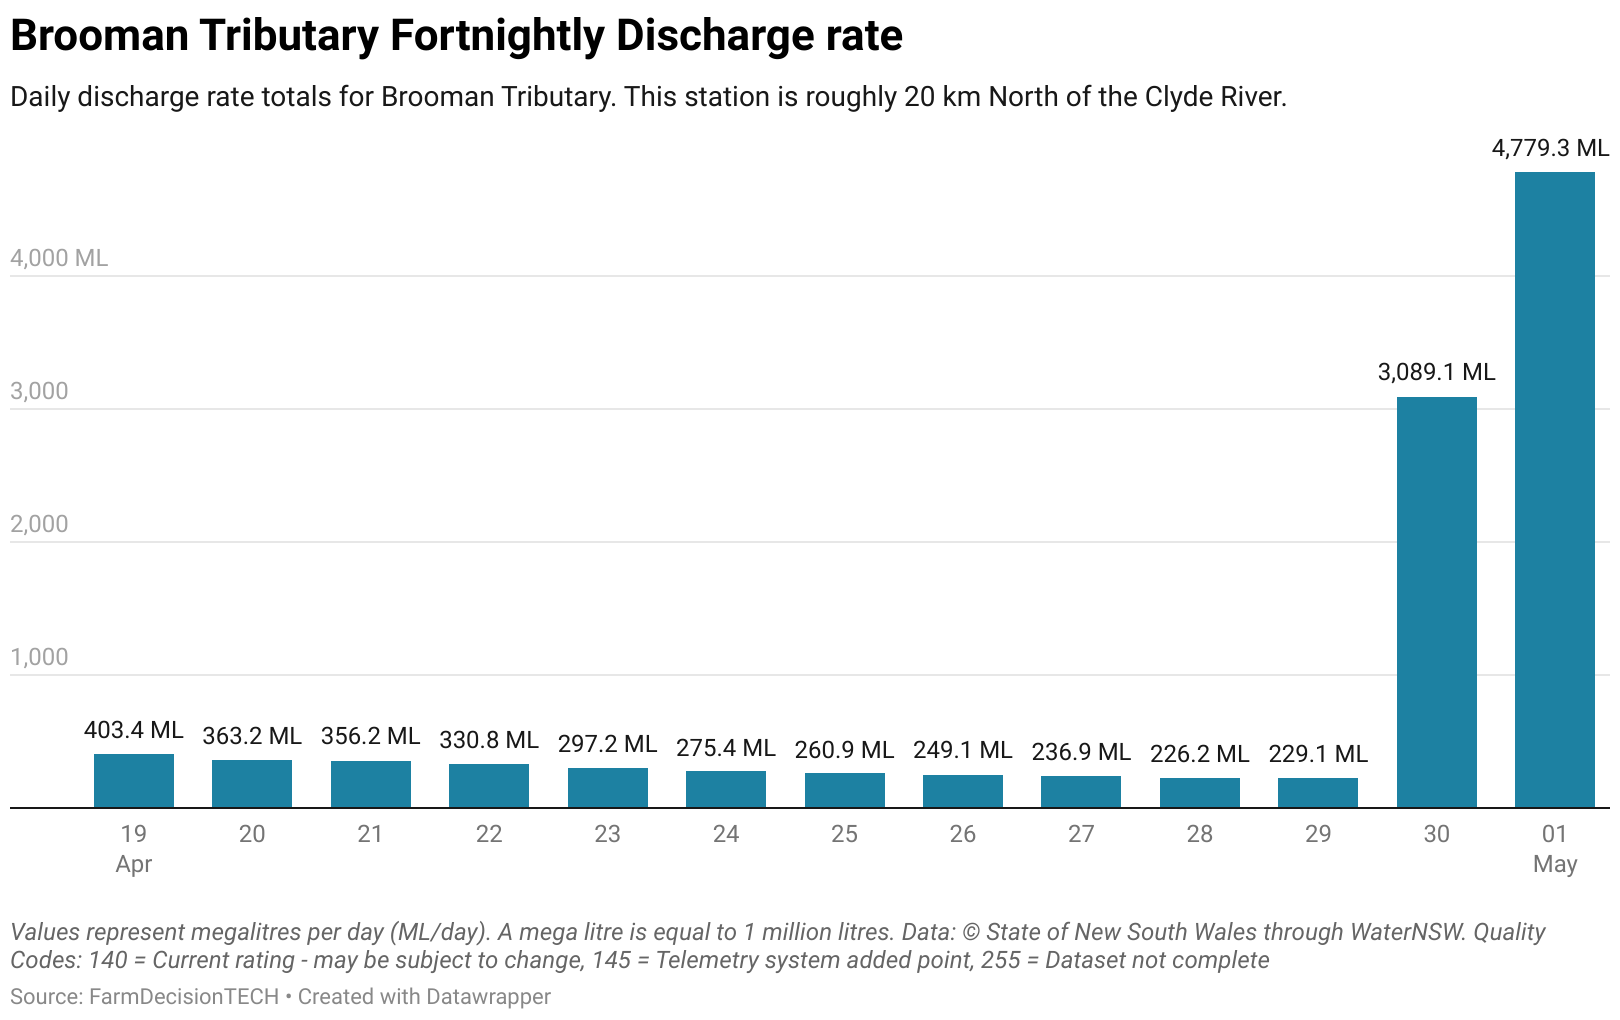 Brooman Tributary Fortnightly Discharge rate
Daily discharge rate totals for Brooman Tributary. This station is roughly 20 km North of the Clyde River.
4,779.3 ML
4,000 ML
3,089.1 ML
3,000
2,000
1,000
403.4 ML 363.2 ML 356.2 ML 330.8 ML 297.2 ML 275.4 ML 260.9 ML 249.1 ML 236.9 ML 226.2 ML 229.1 ML
19 20 21 22 23 24 25 26 27 28 29 30 01
Apr May
Values represent megalitres per day (ML/day). A mega litre is equal to 1 million litres. Data: © State of New South Wales through WaterNSW. Quality
Codes: 140 = Current rating - may be subject to change, 145 = Telemetry system added point, 255 = Dataset not complete
Source: FarmDecisionTECH • Created with Datawrapper